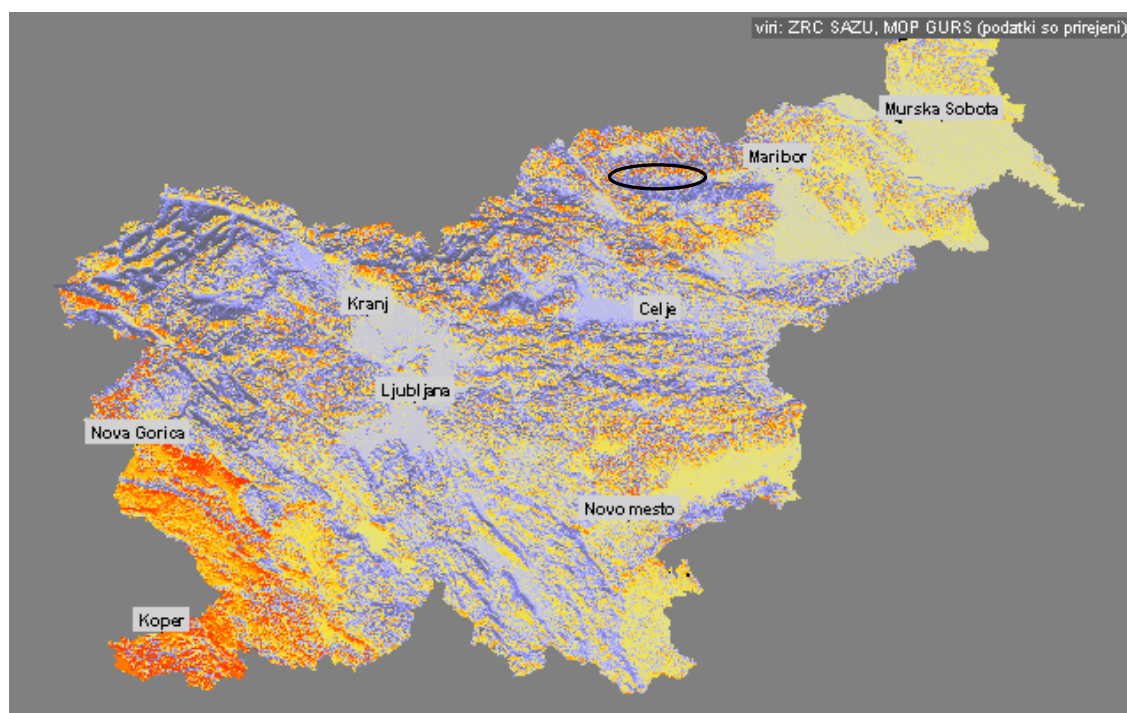 viri: ZRC SAZU, MOP GURS (podatki so prirejeni)
Murska Sobota
Maribor
Kranj
Celje
Ljubljana
Nova Gorica
Novo mesto
Koper